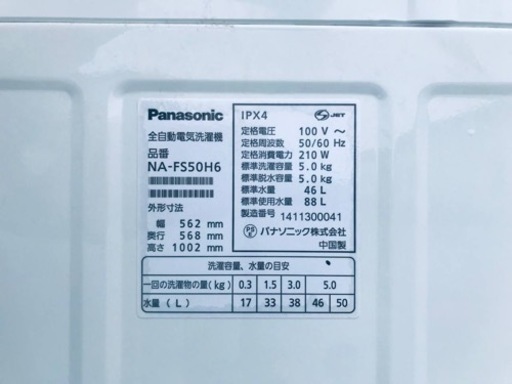 Panasonic
全自動電気洗濯機
品番
NA-FS50H6
外形寸法
幅 562 mm
奥行 568 mm
高さ 1002 mm
IPX4
S JET
定格電圧 100 V ～
定格周波数 50/60 Hz
定格消費電力 210 W
標準洗濯容量 5.0 kg
標準脱水容量 5.0 kg
標準水量 46 L
標準使用水量 88 L
製造番号 1411300041
パナソニック株式会社
中国製
洗濯容量、水量の目安
一回の洗濯物の量(kg) 0.3 1.5 3.0 5.0
水量 (L) 17 33 38 46 50